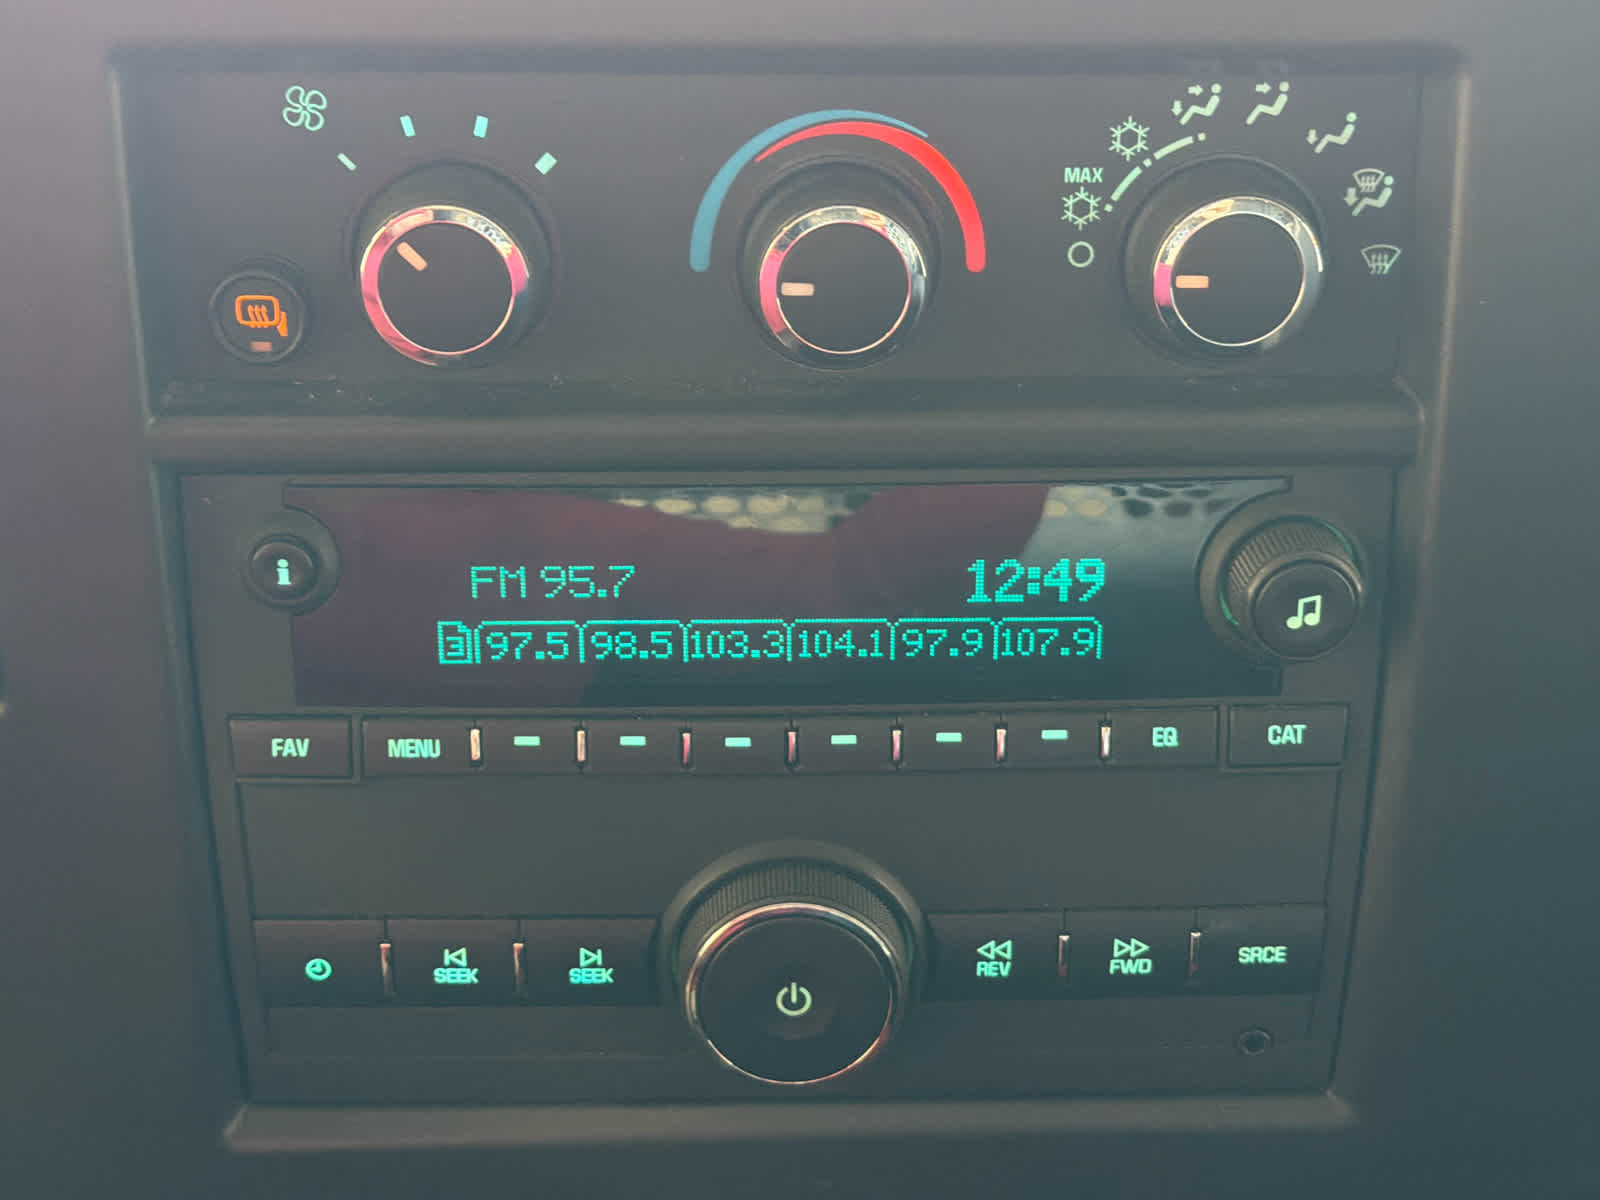 MAX
i
FM 95.7 12:49
3 97.5 98.5 103.3 104.1 97.9 107.9
FAV MENU EQ CAT
SEEK SEEK REV FWD SRCE